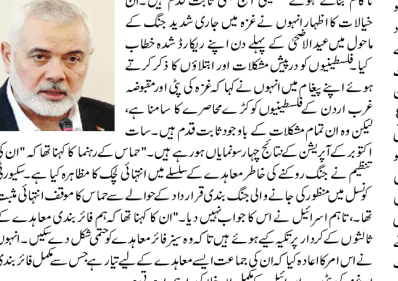 خیالات کا اظہار انہوں نے غزہ میں جاری شدید جنگ کے
ماحول میں عید الاضحیٰ کے پہلے دن اپنے ریکارڈ شدہ خطاب
کیا۔ فلسطینیوں کو درپیش مشکلات اور ابتلاؤں کا ذکر کرتے
ہوئے اپنے پیغام میں انہوں نے کہا کہ غزہ کی پٹی اور مقبوضہ
غرب اردن کے فلسطینیوں کو کڑے محاصرے کا سامنا ہے،
لیکن وہ ان تمام مشکلات کے باوجود ثابت قدم ہیں۔ سات
اکتوبر کے آپریشن کے نتائج چہار سو نمایاں ہو رہے ہیں۔" حماس کے رہنما کا کہنا تھا کہ "ان کی
تنظیم نے جنگ روکنے کی خاطر معاہدے کے سلسلے میں انتہائی لچک کا مظاہرہ کیا ہے۔ سکیورٹی
کونسل میں منظور کی جانے والی جنگ بندی قرارداد کے حوالے سے حماس کا موقف انتہائی مثبت
تھا۔، تاہم اسرائیل نے اس کا جواب نہیں دیا۔" ان کا کہنا تھا کہ ہم فائر بندی معاہدے کے
ثالثوں کے کردار پر تکیہ کیے ہوئے ہیں تا کہ وہ سیز فائر معاہدے کو حتمی شکل دے سکیں۔ انہوں
نے اس امر کا اعادہ کیا کہ ان کی جماعت ایسے معاہدے کے لیے تیار ہے جس سے مکمل فائر بندی